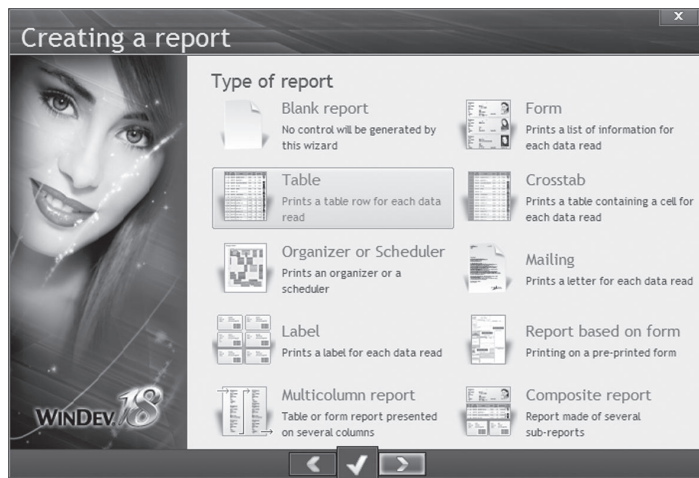 X
Creating a report
Type of report
Blank report
No control will be generated by
this wizard
Form
Prints a list of information for
each data read
Table
Prints a table row for each data
read
Crosstab
Prints a table containing a cell for
each data read
Organizer or Scheduler
Prints an organizer or a
scheduler
Mailing
Prints a letter for each data read
Label
Prints a label for each data read
Report based on form
Printing on a pre-printed form
Multicolumn report
Table or form report presented
on several columns
Composite report
Report made of several
sub-reports
WINDEV 18